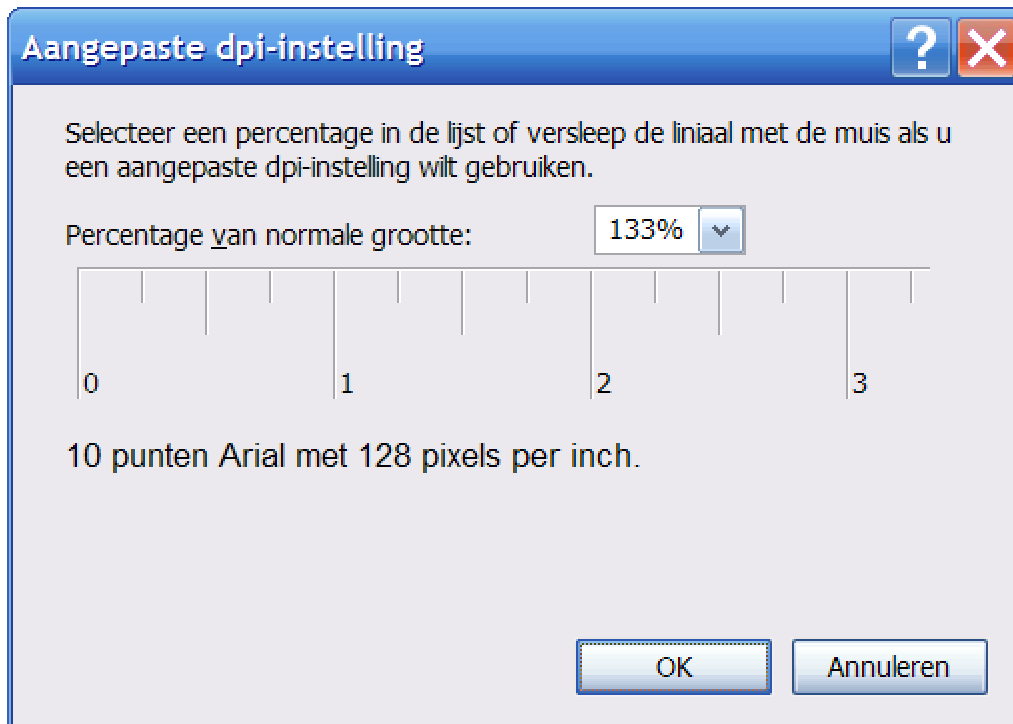 Aangepaste dpi-instelling
Selecteer een percentage in de lijst of versleep de liniaal met de muis als u
een aangepaste dpi-instelling wilt gebruiken.
Percentage van normale grootte: 133%
0 1 2 3
10 punten Arial met 128 pixels per inch.
OK Annuleren